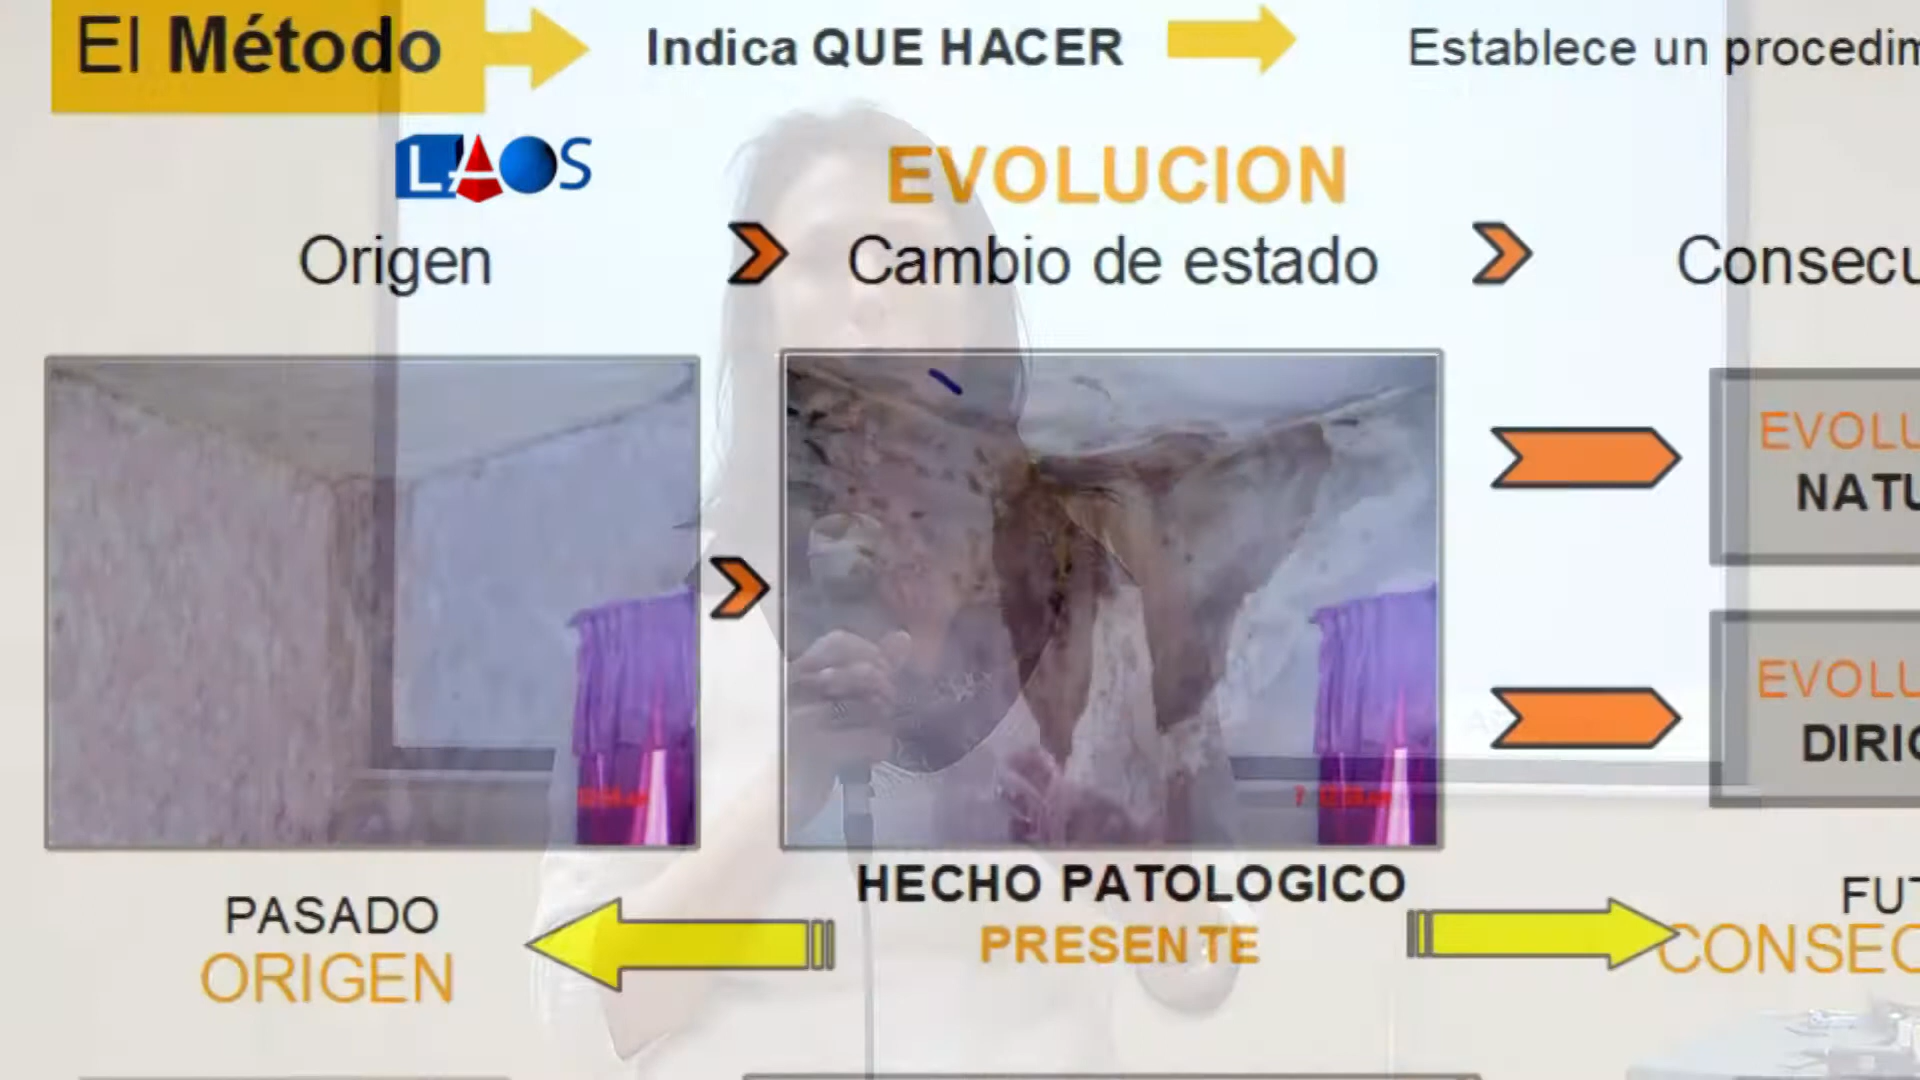 El Método
Indica QUE HACER
Establece un procedim
LAOS
EVOLUCION
Origen
Cambio de estado
Consecu
EVOLU
NATU
EVOLU
DIRIG
HECHO PATOLOGICO
PRESENTE
PASADO
ORIGEN
FUT
CONSEC